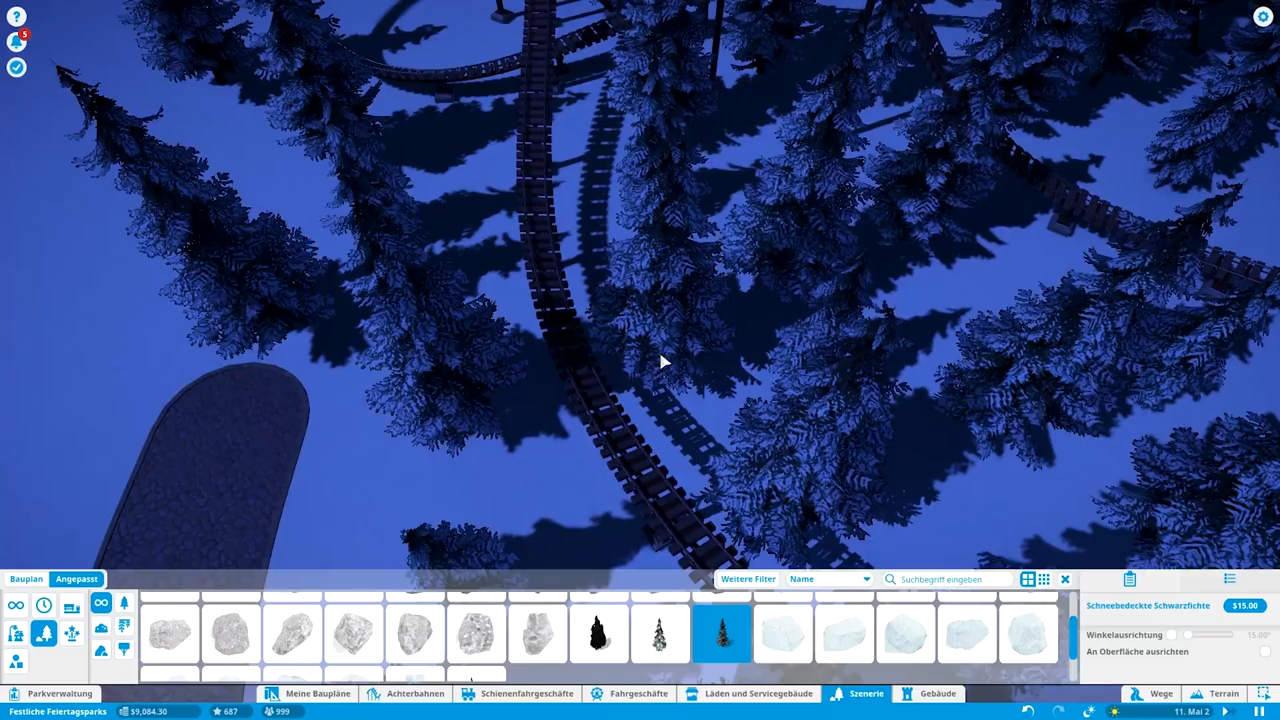 ?
5
Bauplan Angepasst Weitere Filter Name Suchbegriff eingeben
Schneebedeckte Schwarzfichte $15.00
Winkelausrichtung 15.00°
An Oberfläche ausrichten
Parkverwaltung Meine Baupläne Achterbahnen Schienenfahrgeschäfte Fahrgeschäfte Läden und Servicegebäude Szenerie Gebäude Wege Terrain
Festliche Feiertagsparks $9,084.30 687 999 11. Mai 2